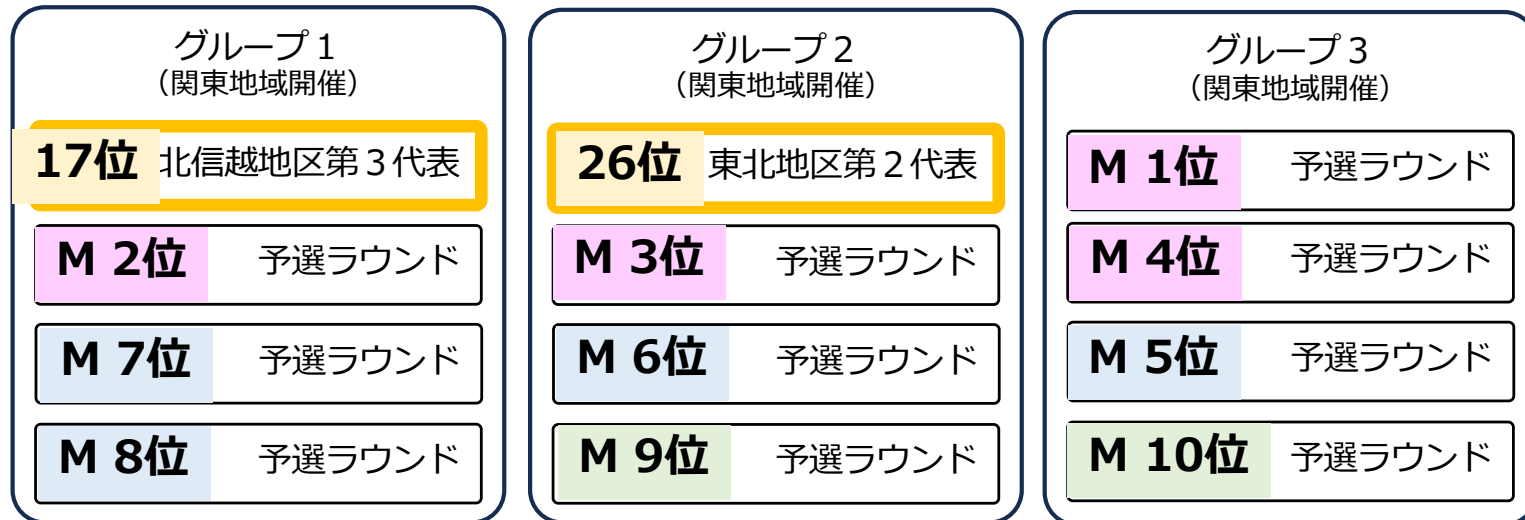 グループ１
（関東地域開催）
17位 北信越地区第３代表
M 2位 予選ラウンド
M 7位 予選ラウンド
M 8位 予選ラウンド
グループ２
（関東地域開催）
26位 東北地区第２代表
M 3位 予選ラウンド
M 6位 予選ラウンド
M 9位 予選ラウンド
グループ３
（関東地域開催）
M 1位 予選ラウンド
M 4位 予選ラウンド
M 5位 予選ラウンド
M 10位 予選ラウンド